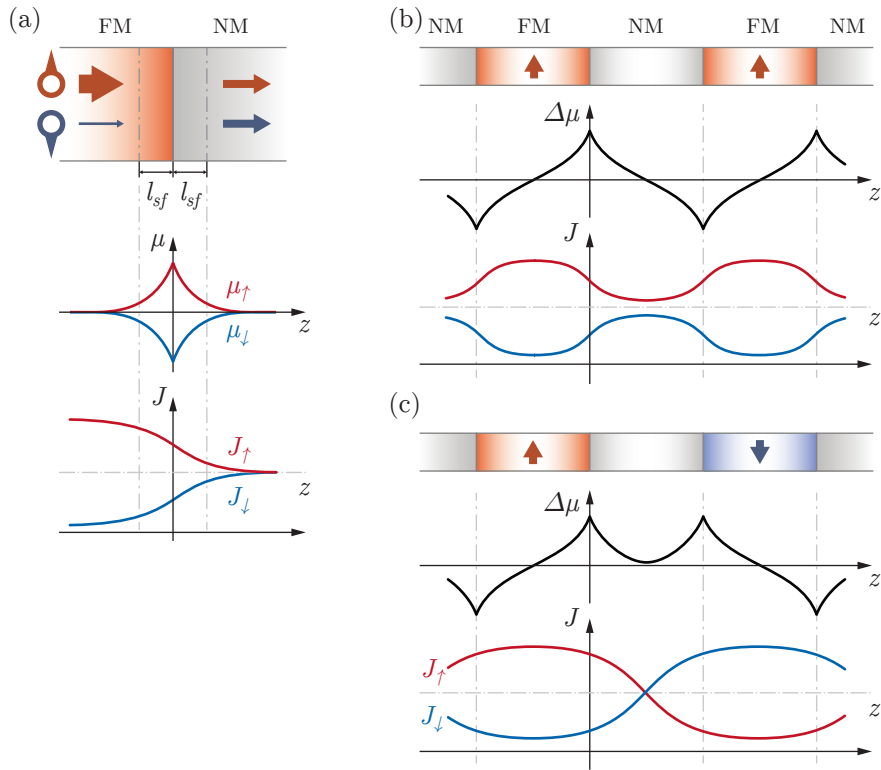 (a)
FM NM
l_sf l_sf
μ
μ↑
μ↓
z
J
J↑
J↓
z
(b)
NM FM NM FM NM
Δμ
z
J
z
(c)
Δμ
z
J
J↑
J↓
z